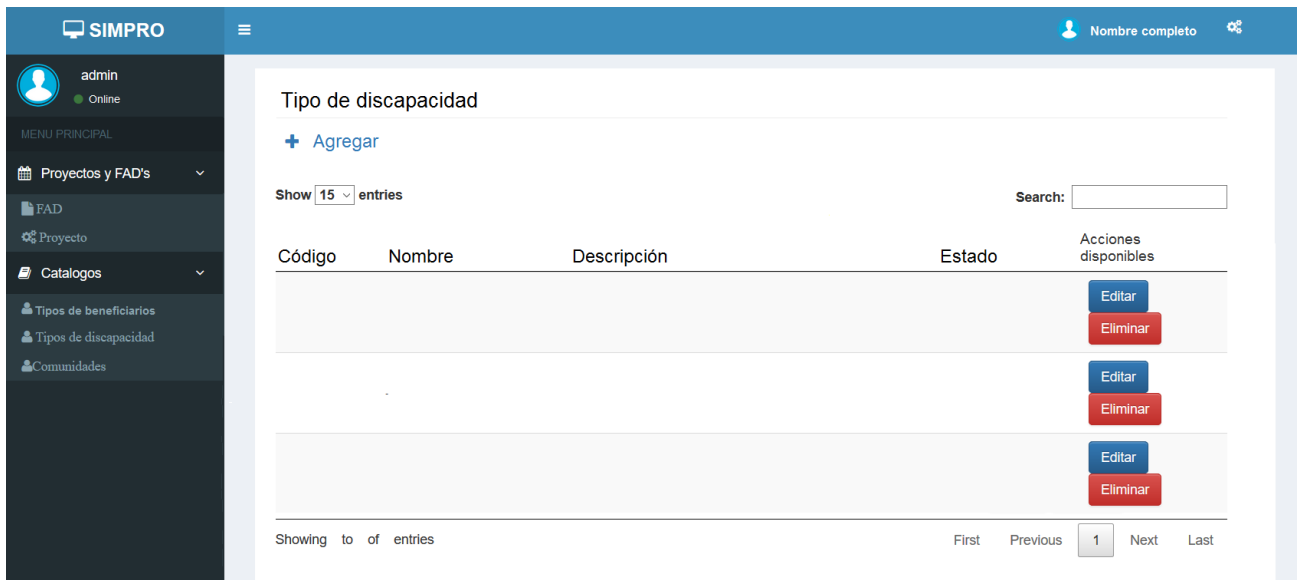 SIMPRO
Nombre completo
admin
Online
MENU PRINCIPAL
Proyectos y FAD's
FAD
Proyecto
Catalogos
Tipos de beneficiarios
Tipos de discapacidad
Comunidades
Tipo de discapacidad
+ Agregar
Show 15 entries
Search:
Código Nombre Descripción Estado Acciones disponibles
Editar
Eliminar
Editar
Eliminar
Editar
Eliminar
Showing to of entries
First Previous 1 Next Last